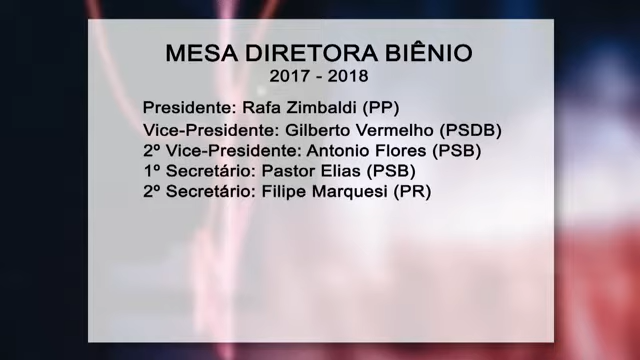 MESA DIRETORA BIÊNIO
2017 - 2018
Presidente: Rafa Zimbaldi (PP)
Vice-Presidente: Gilberto Vermelho (PSDB)
2º Vice-Presidente: Antonio Flores (PSB)
1º Secretário: Pastor Elias (PSB)
2º Secretário: Filipe Marquesi (PR)